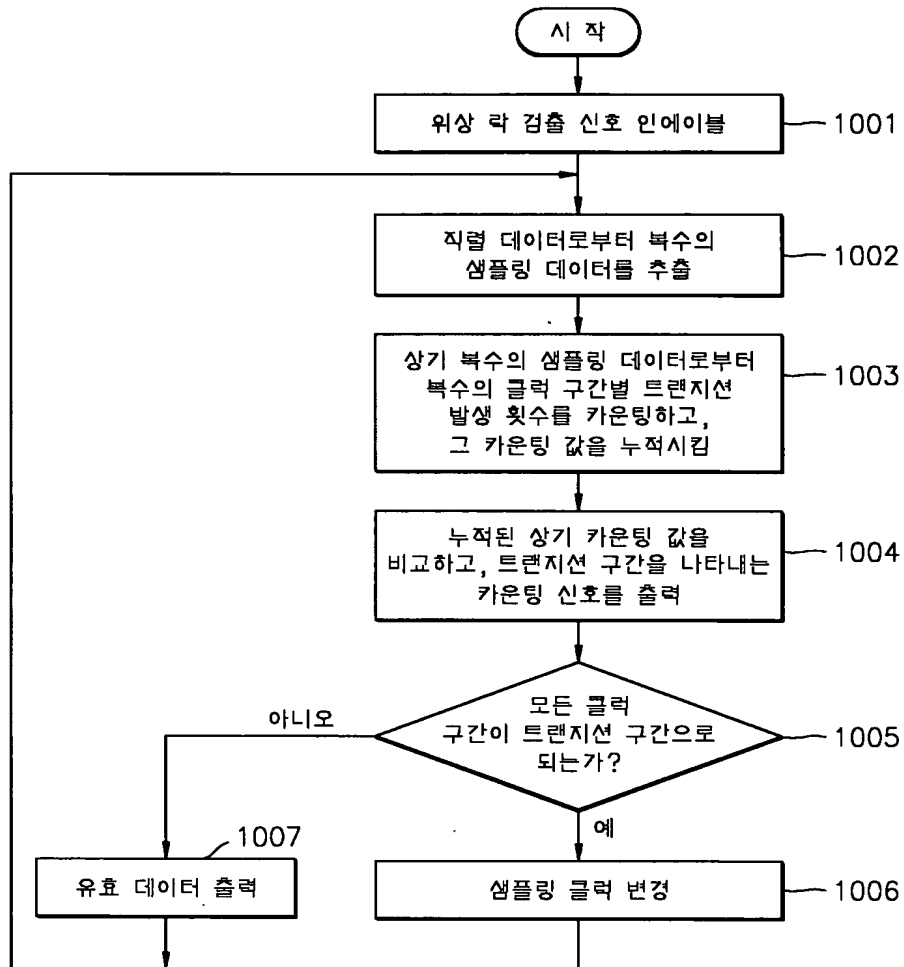 시 작
위상 락 검출 신호 인에이블
1001
직렬 데이터로부터 복수의
샘플링 데이터를 추출
1002
상기 복수의 샘플링 데이터로부터
복수의 클럭 구간별 트랜지션
발생 횟수를 카운팅하고,
그 카운팅 값을 누적시킴
1003
누적된 상기 카운팅 값을
비교하고, 트랜지션 구간을 나타내는
카운팅 신호를 출력
1004
모든 클럭
구간이 트랜지션 구간으로
되는가?
1005
아니오
예
1007
유효 데이터 출력
샘플링 클럭 변경
1006